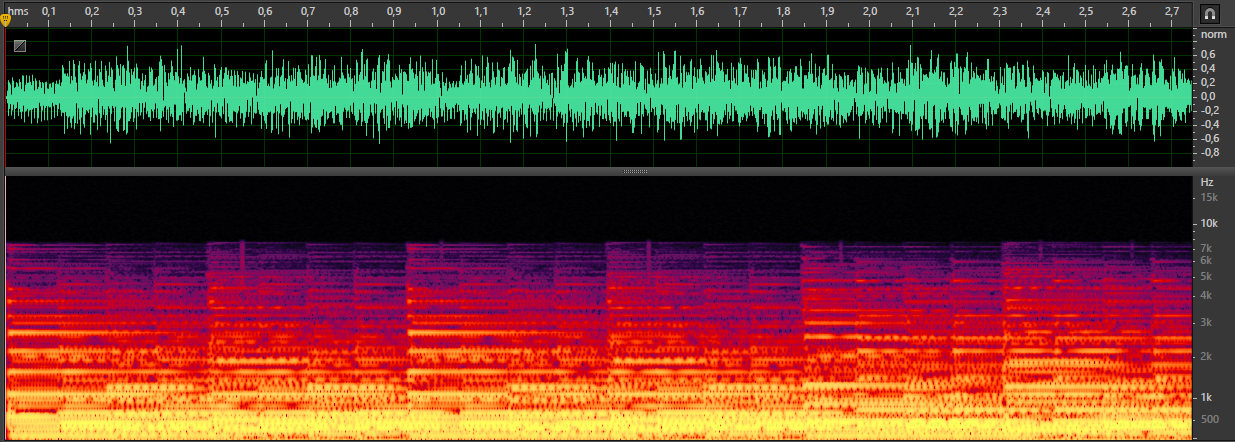 hms 0,1 0,2 0,3 0,4 0,5 0,6 0,7 0,8 0,9 1,0 1,1 1,2 1,3 1,4 1,5 1,6 1,7 1,8 1,9 2,0 2,1 2,2 2,3 2,4 2,5 2,6 2,7
norm
0,6
0,4
0,2
0,0
-0,2
-0,4
-0,6
-0,8
Hz
15k
10k
7k
6k
5k
4k
3k
2k
1k
500